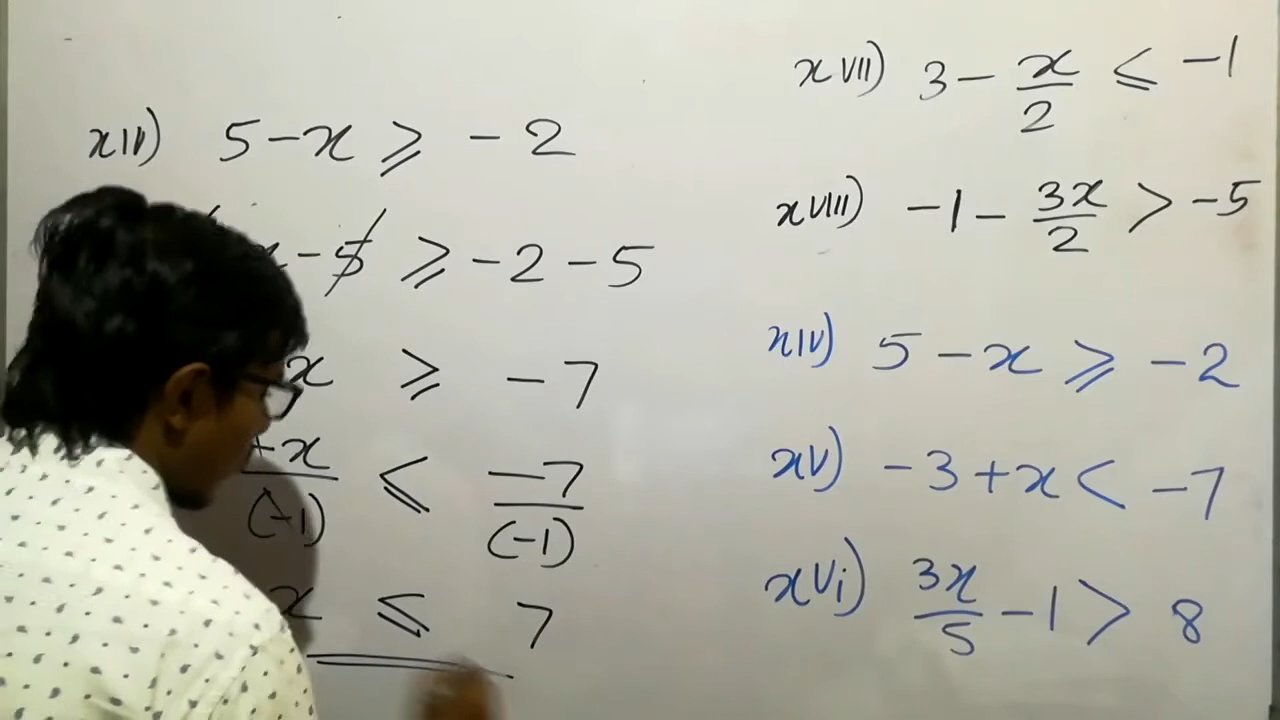 xiv) 5 - x ⩾ -2
x - 5 ⩾ -2 - 5
x ⩾ -7
-x/(-1) ⩽ -7/(-1)
x ⩽ 7
xvii) 3 - x/2 ⩽ -1
xviii) -1 - 3x/2 > -5
xiv) 5 - x ⩾ -2
xv) -3 + x < -7
xvi) 3x/5 - 1 > 8